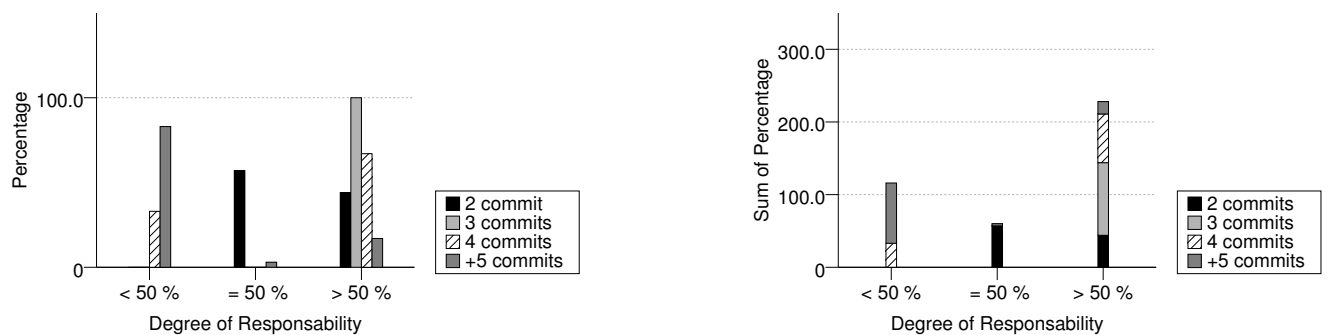 Percentage
100.0
0
< 50 %
= 50 %
> 50 %
Degree of Responsability
2 commit
3 commits
4 commits
+5 commits
Sum of Percentage
300.0
200.0
100.0
0
< 50 %
= 50 %
> 50 %
Degree of Responsability
2 commits
3 commits
4 commits
+5 commits